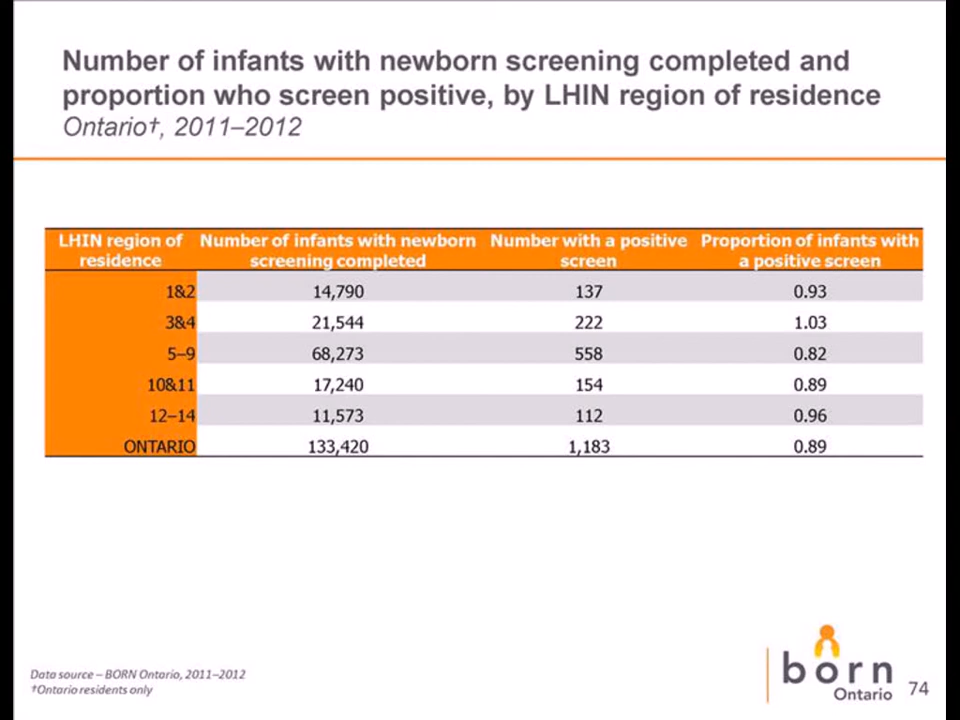 Number of infants with newborn screening completed and
proportion who screen positive, by LHIN region of residence
Ontario†, 2011–2012
LHIN region of residence Number of infants with newborn screening completed Number with a positive screen Proportion of infants with a positive screen
1&2 14,790 137 0.93
3&4 21,544 222 1.03
5–9 68,273 558 0.82
10&11 17,240 154 0.89
12–14 11,573 112 0.96
ONTARIO 133,420 1,183 0.89
Data source – BORN Ontario, 2011–2012
†Ontario residents only
born
Ontario
74